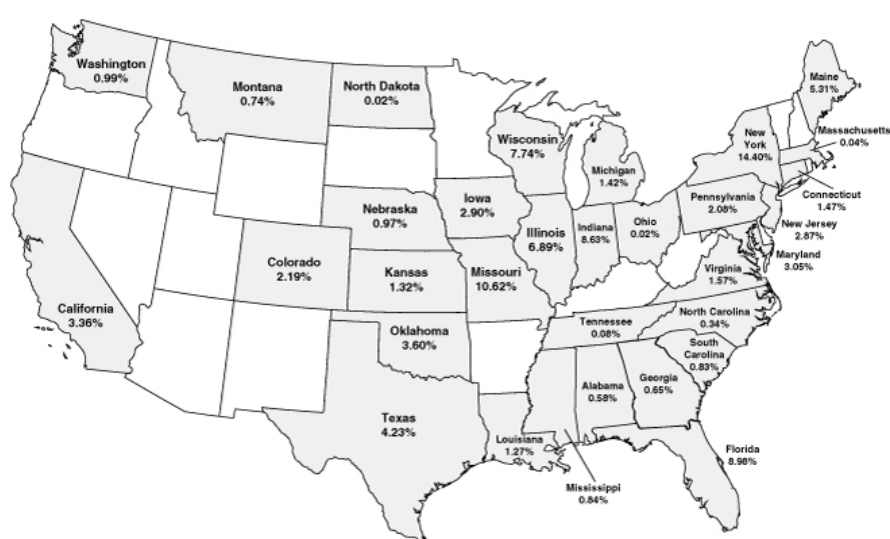 Washington
0.99%
Montana
0.74%
North Dakota
0.02%
Maine
5.31%
Wisconsin
7.74%
Michigan
1.42%
New
York
14.40%
Massachusetts
0.04%
Connecticut
1.47%
Nebraska
0.97%
Iowa
2.90%
Illinois
6.89%
Indiana
8.63%
Ohio
0.02%
Pennsylvania
2.08%
New Jersey
2.87%
Maryland
3.05%
Colorado
2.19%
Kansas
1.32%
Missouri
10.62%
Virginia
1.57%
California
3.36%
Oklahoma
3.60%
Tennessee
0.08%
North Carolina
0.34%
South
Carolina
0.83%
Texas
4.23%
Louisiana
1.27%
Alabama
0.58%
Georgia
0.65%
Florida
8.98%
Mississippi
0.84%